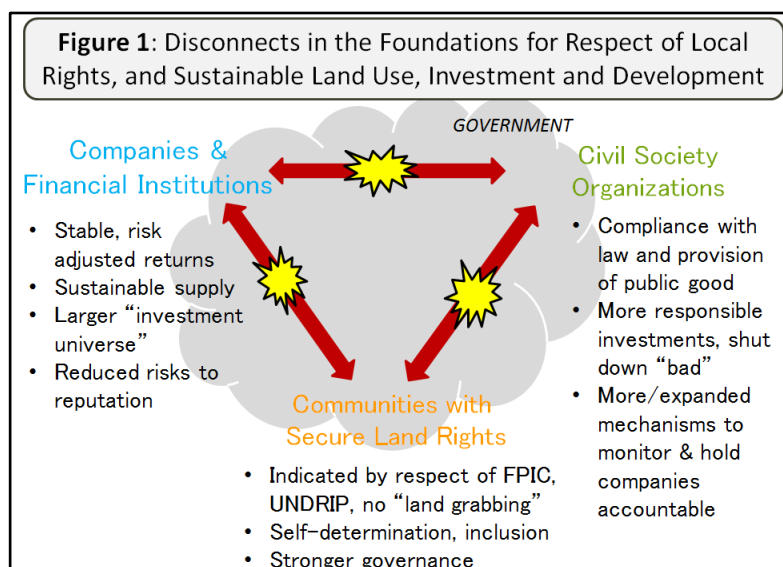 Figure 1: Disconnects in the Foundations for Respect of Local
Rights, and Sustainable Land Use, Investment and Development
GOVERNMENT
Companies &
Financial Institutions
• Stable, risk
adjusted returns
• Sustainable supply
• Larger “investment
universe”
• Reduced risks to
reputation
Civil Society
Organizations
• Compliance with
law and provision
of public good
• More responsible
investments, shut
down “bad”
• More/expanded
mechanisms to
monitor & hold
companies
accountable
Communities with
Secure Land Rights
• Indicated by respect of FPIC,
UNDRIP, no “land grabbing”
• Self-determination, inclusion
• Stronger governance